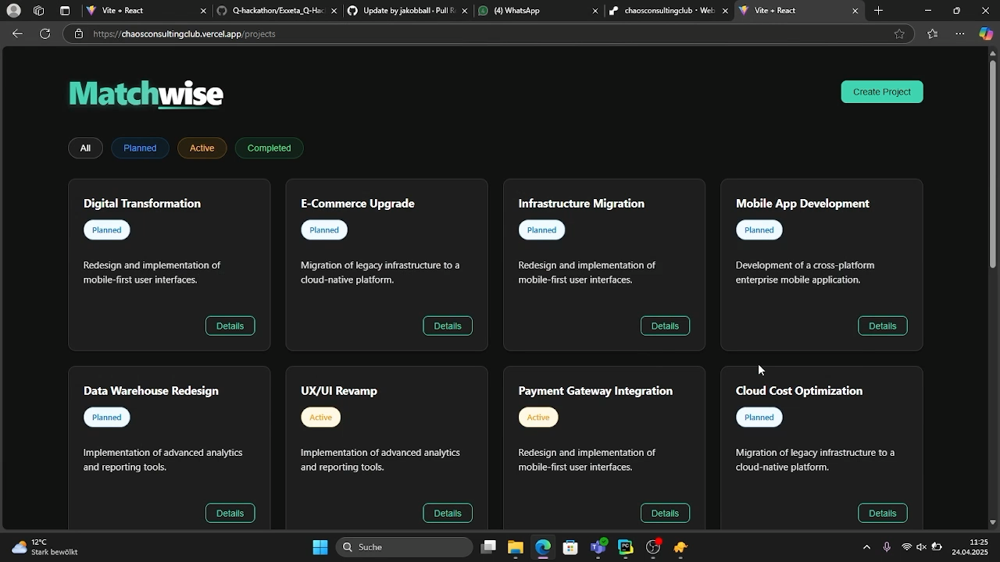 Vite + React
Q-hackathon/Exxeta_Q-Hac
Update by jakobball · Pull R
(4) WhatsApp
chaosconsultingclub · Web
Vite + React
https://chaosconsultingclub.vercel.app/projects
Matchwise
Create Project
All
Planned
Active
Completed
Digital Transformation
Planned
Redesign and implementation of
mobile-first user interfaces.
Details
E-Commerce Upgrade
Planned
Migration of legacy infrastructure to a
cloud-native platform.
Details
Infrastructure Migration
Planned
Redesign and implementation of
mobile-first user interfaces.
Details
Mobile App Development
Planned
Development of a cross-platform
enterprise mobile application.
Details
Data Warehouse Redesign
Planned
Implementation of advanced analytics
and reporting tools.
Details
UX/UI Revamp
Active
Implementation of advanced analytics
and reporting tools.
Details
Payment Gateway Integration
Active
Redesign and implementation of
mobile-first user interfaces.
Details
Cloud Cost Optimization
Planned
Migration of legacy infrastructure to a
cloud-native platform.
Details
12°C
Stark bewölkt
Suche
PC
11:25
24.04.2025